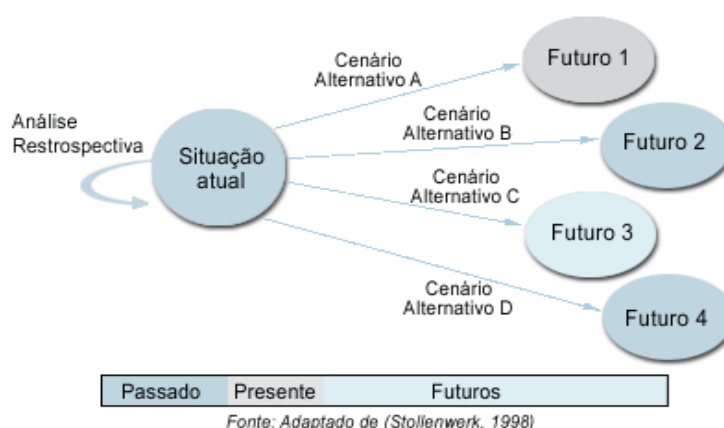 Cenário
Alternativo A
Futuro 1
Análise
Restrospectiva
Situação
atual
Cenário
Alternativo B
Futuro 2
Cenário
Alternativo C
Futuro 3
Cenário
Alternativo D
Futuro 4
Passado
Presente
Futuros
Fonte: Adaptado de (Stollenwerk, 1998)